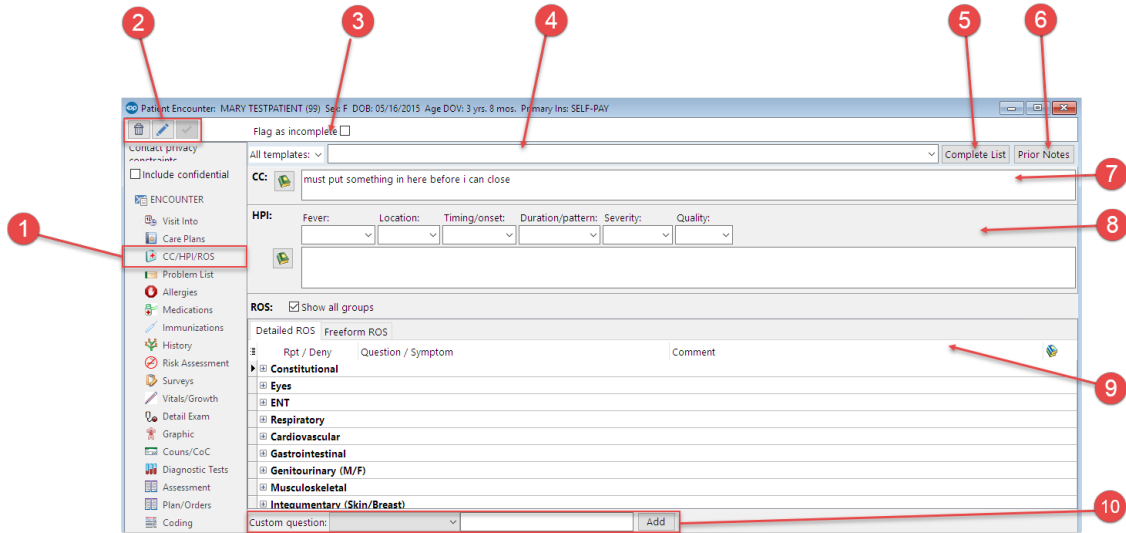 2
3
4
5
6
Patient Encounter: MARY TESTPATIENT (99) Sex: F DOB: 05/16/2015 Age DOV: 3 yrs. 8 mos. Primary Ins: SELF-PAY
Flag as incomplete
Contact privacy
constraints
All templates:
Complete List
Prior Notes
Include confidential
CC:
must put something in here before i can close
7
ENCOUNTER
Visit Into
Care Plans
CC/HPI/ROS
Problem List
Allergies
Medications
Immunizations
History
Risk Assessment
Surveys
Vitals/Growth
Detail Exam
Graphic
Couns/CoC
Diagnostic Tests
Assessment
Plan/Orders
Coding
1
HPI:
Fever:
Location:
Timing/onset:
Duration/pattern:
Severity:
Quality:
8
ROS:
Show all groups
Detailed ROS
Freeform ROS
Rpt / Deny
Question / Symptom
Comment
9
Constitutional
Eyes
ENT
Respiratory
Cardiovascular
Gastrointestinal
Genitourinary (M/F)
Musculoskeletal
Integumentary (Skin/Breast)
Custom question:
Add
10